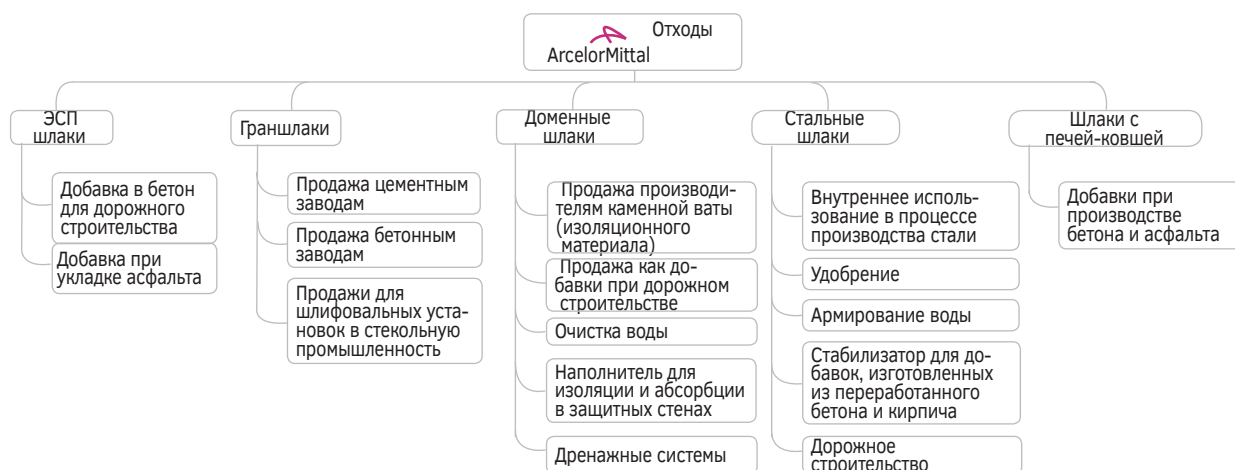 Отходы
ArcelorMittal
ЭСП
шлаки
Добавка в бетон
для дорожного
строительства
Добавка при
укладке асфальта
Граншлаки
Продажа цементным
заводам
Продажа бетонным
заводам
Продажи для
шлифовальных уста-
новок в стекольную
промышленность
Доменные
шлаки
Продажа производи-
телям каменной ваты
(изоляционного
материала)
Продажа как до-
бавки при дорожном
строительстве
Очистка воды
Наполнитель для
изоляции и абсорбции
в защитных стенах
Дренажные системы
Стальные
шлаки
Внутреннее исполь-
зование в процессе
производства стали
Удобрение
Армирование воды
Стабилизатор для до-
бавок, изготовленных
из переработанного
бетона и кирпича
Дорожное
строительство
Шлаки с
печей-ковшей
Добавки при
производстве
бетона и асфальта